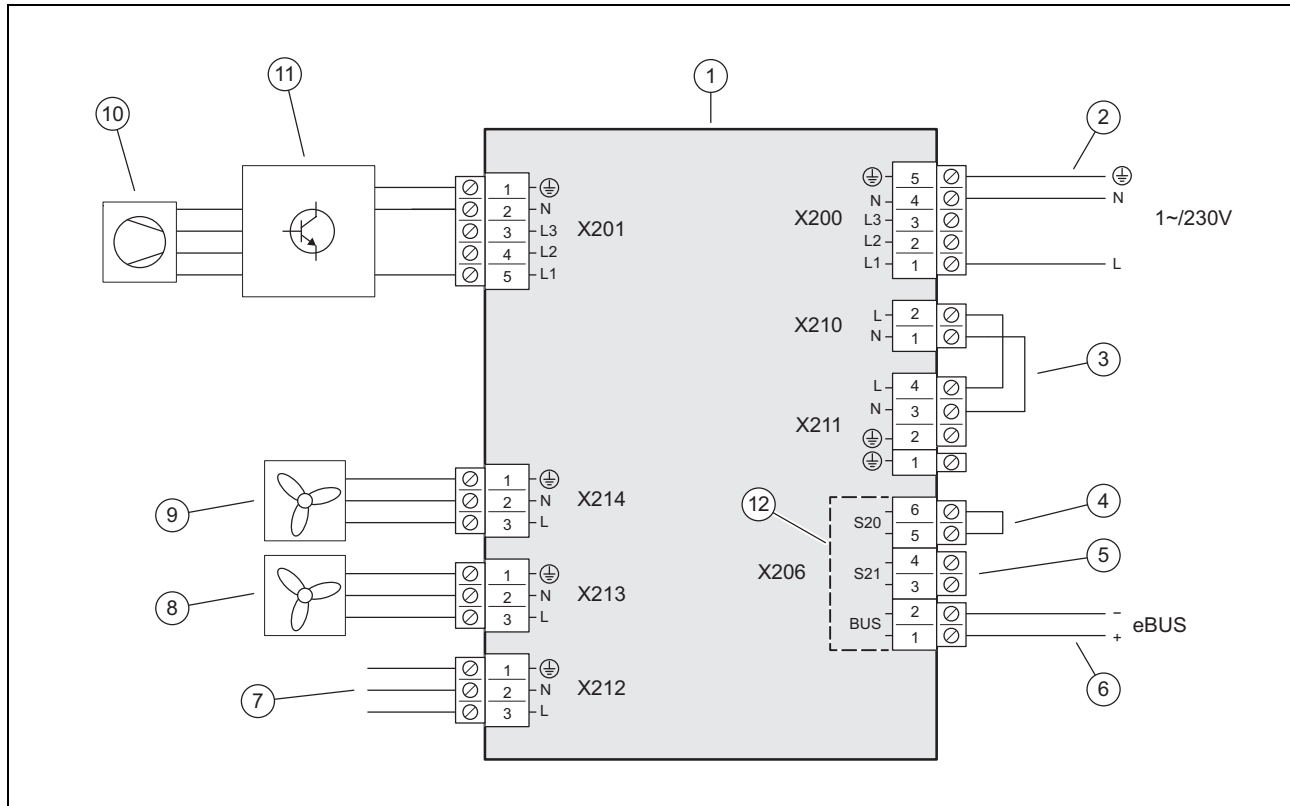 11
1
10
2
5
N 4
L3 3
L2 2
L1 1
X200
N
L
1~/230V
1
2 N
3 L3
4 L2
5 L1
X201
L 2
N 1
X210
3
L 4
N 3
2
1
X211
9
1
2 N
3 L
X214
12
6
S20
5
4
S21
3
2
BUS
1
X206
4
5
−
+
eBUS
6
8
1
2 N
3 L
X213
7
1
2 N
3 L
X212